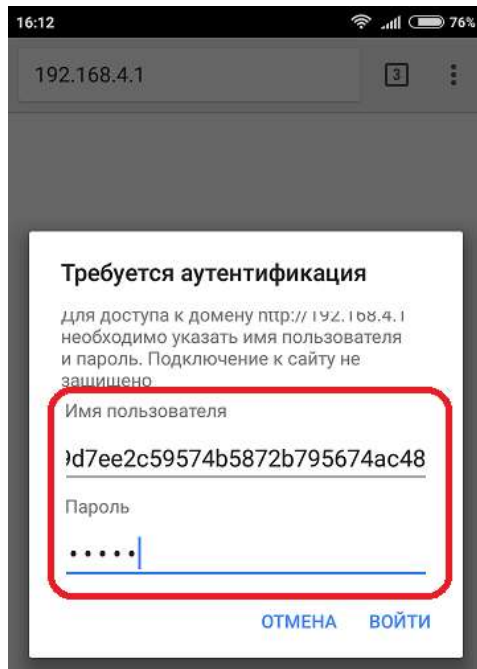 16:12
76%
192.168.4.1
3
Требуется аутентификация
Для доступа к домену http://192.168.4.1
необходимо указать имя пользователя
и пароль. Подключение к сайту не
защищено
Имя пользователя
9d7ee2c59574b5872b795674ac48
Пароль
•••••
ОТМЕНА ВОЙТИ